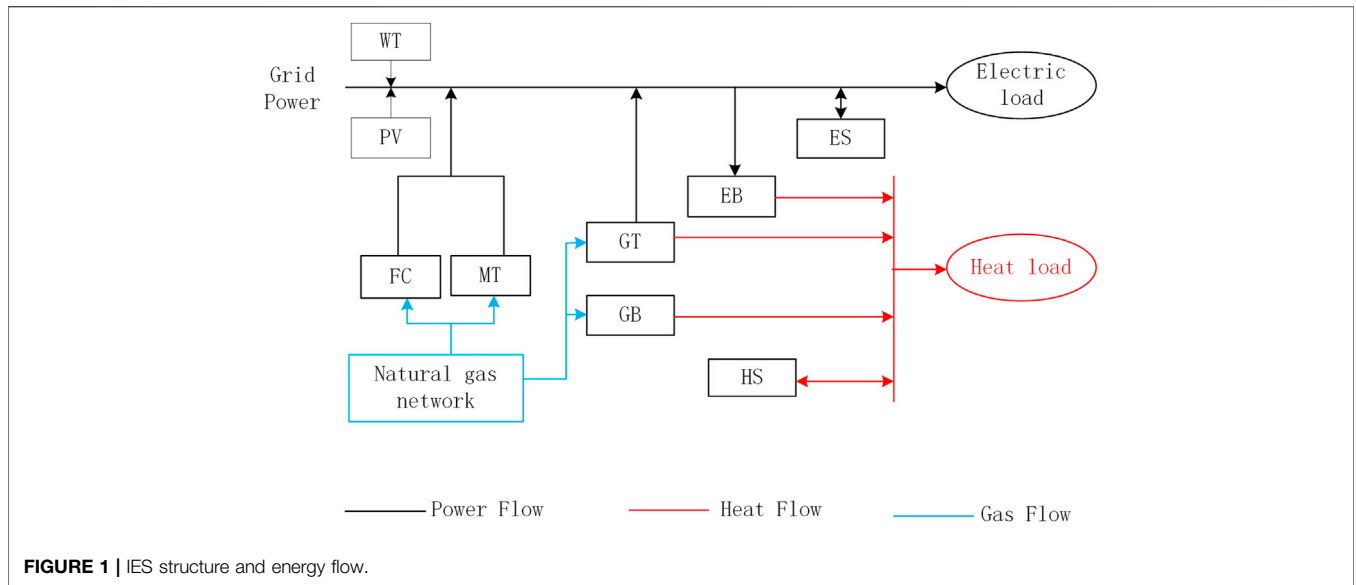 WT
Grid
Power
Electric
load
PV
ES
EB
GT
FC
MT
Heat load
GB
Natural gas
network
HS
Power Flow
Heat Flow
Gas Flow
FIGURE 1 | IES structure and energy flow.